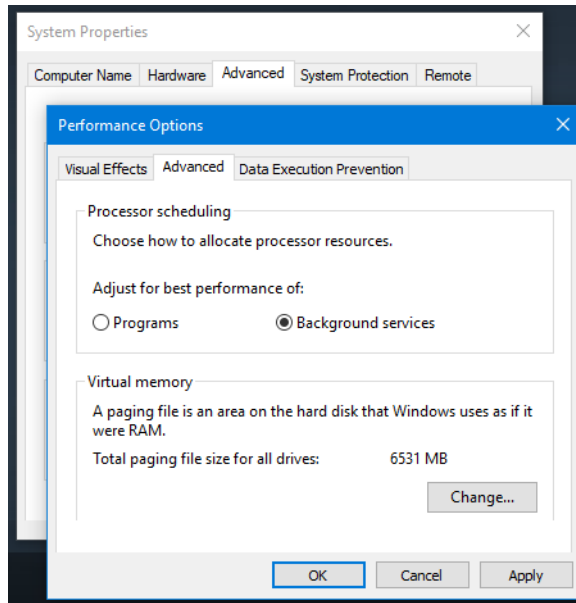 System Properties
Computer Name Hardware Advanced System Protection Remote
Performance Options
Visual Effects Advanced Data Execution Prevention
Processor scheduling
Choose how to allocate processor resources.
Adjust for best performance of:
Programs Background services
Virtual memory
A paging file is an area on the hard disk that Windows uses as if it
were RAM.
Total paging file size for all drives: 6531 MB
Change...
OK Cancel Apply